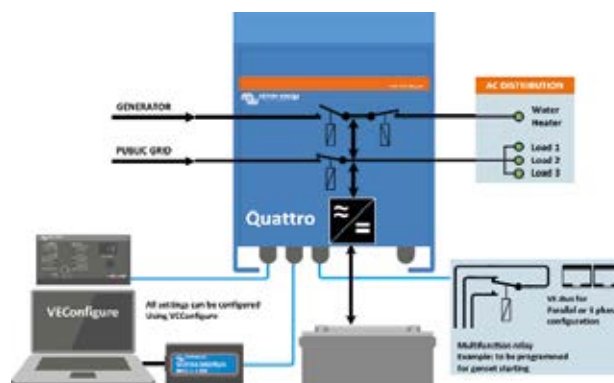 AC DISTRIBUTION
GENERATOR
Water
Heater
PUBLIC GRID
Load 1
Load 2
Load 3
Quattro
VEConfigure
All settings can be configured
Using VEConfigure
VE.Bus for
Parallel or 3 phase
configuration
Multifunction relay
Example: to be programmed
for genset starting